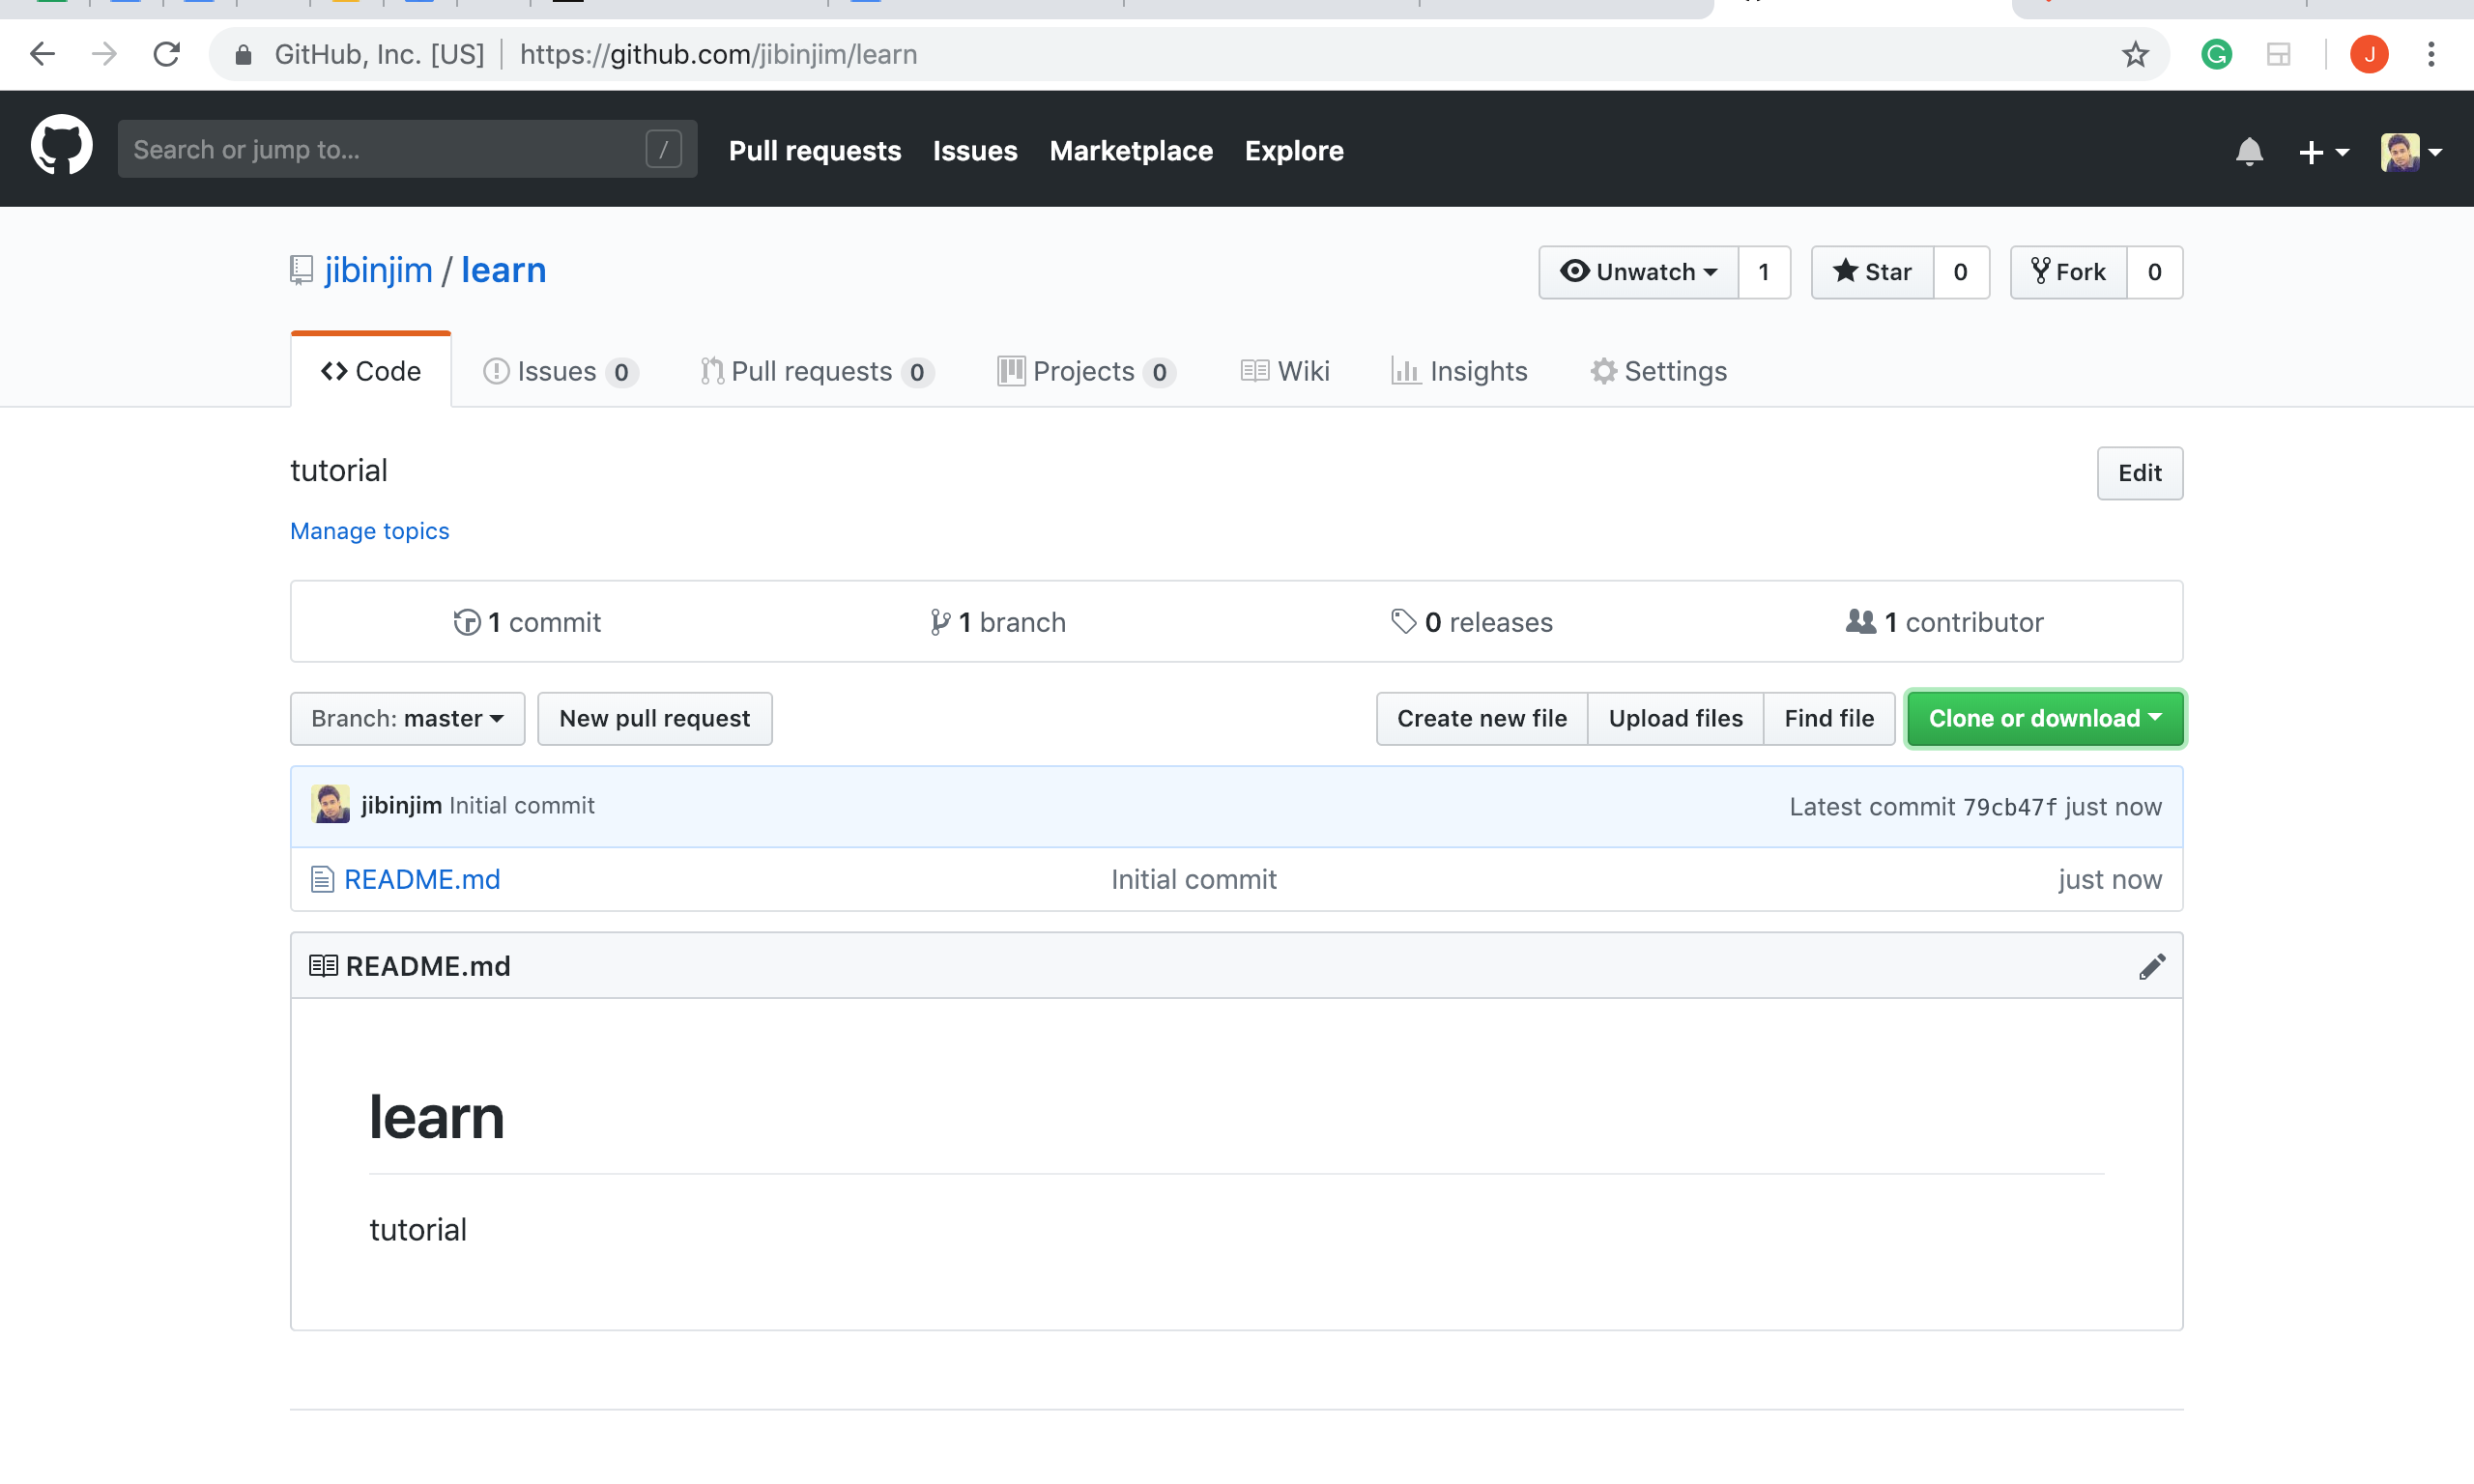 GitHub, Inc. [US] https://github.com/jibinjim/learn J
Search or jump to... / Pull requests Issues Marketplace Explore
jibinjim / learn Unwatch 1 Star 0 Fork 0
Code Issues 0 Pull requests 0 Projects 0 Wiki Insights Settings
tutorial Edit
Manage topics
1 commit 1 branch 0 releases 1 contributor
Branch: master New pull request Create new file Upload files Find file Clone or download
jibinjim Initial commit Latest commit 79cb47f just now
README.md Initial commit just now
README.md
learn
tutorial